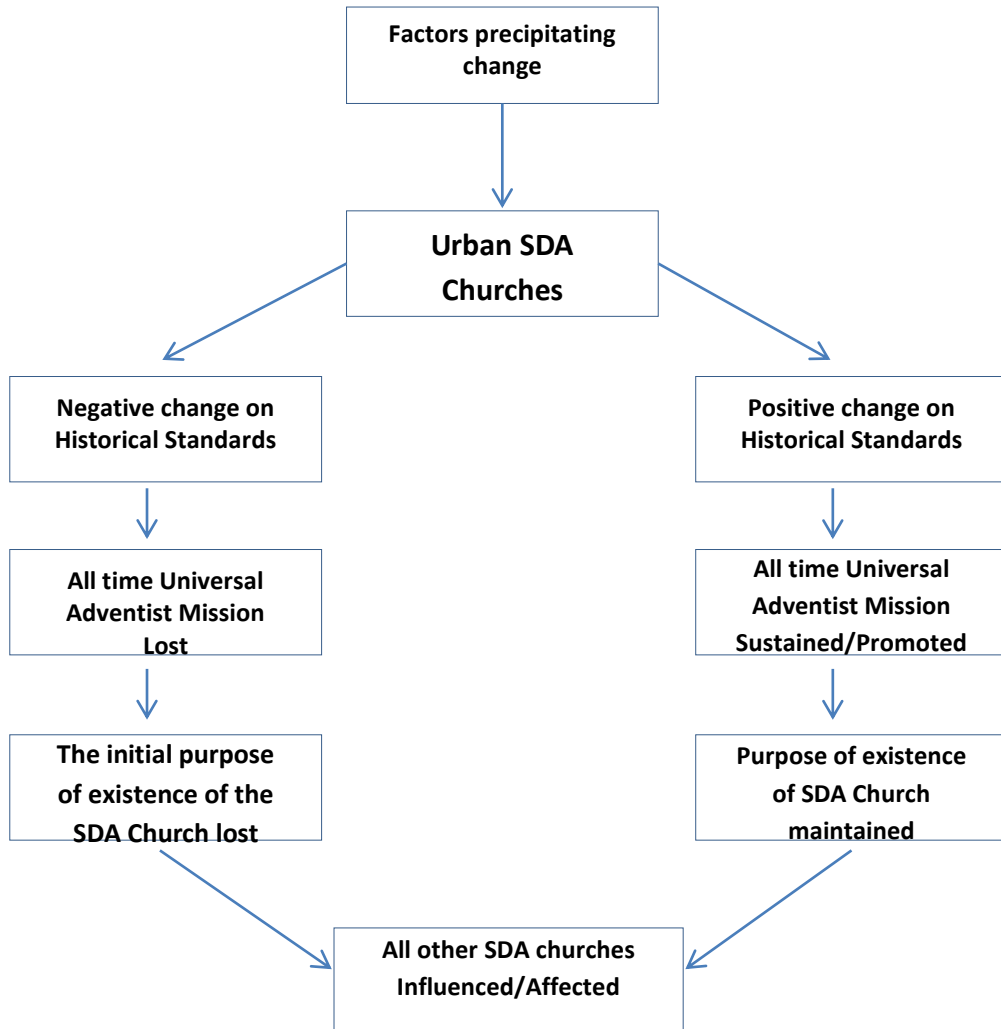 Factors precipitating
change
Urban SDA
Churches
Negative change on
Historical Standards
Positive change on
Historical Standards
All time Universal
Adventist Mission
Lost
All time Universal
Adventist Mission
Sustained/Promoted
The initial purpose
of existence of the
SDA Church lost
Purpose of existence
of SDA Church
maintained
All other SDA churches
Influenced/Affected